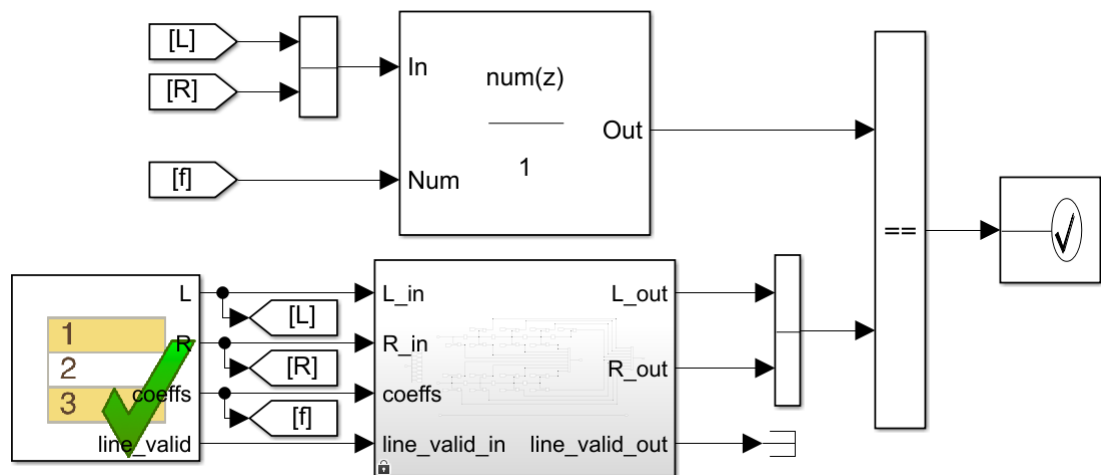 [L]
[R]
In
num(z)
1
Out
[f]
Num
==
L
[L]
L_in
L_out
1
R
[R]
R_in
R_out
2
coeffs
[f]
coeffs
3
line_valid
line_valid_in
line_valid_out